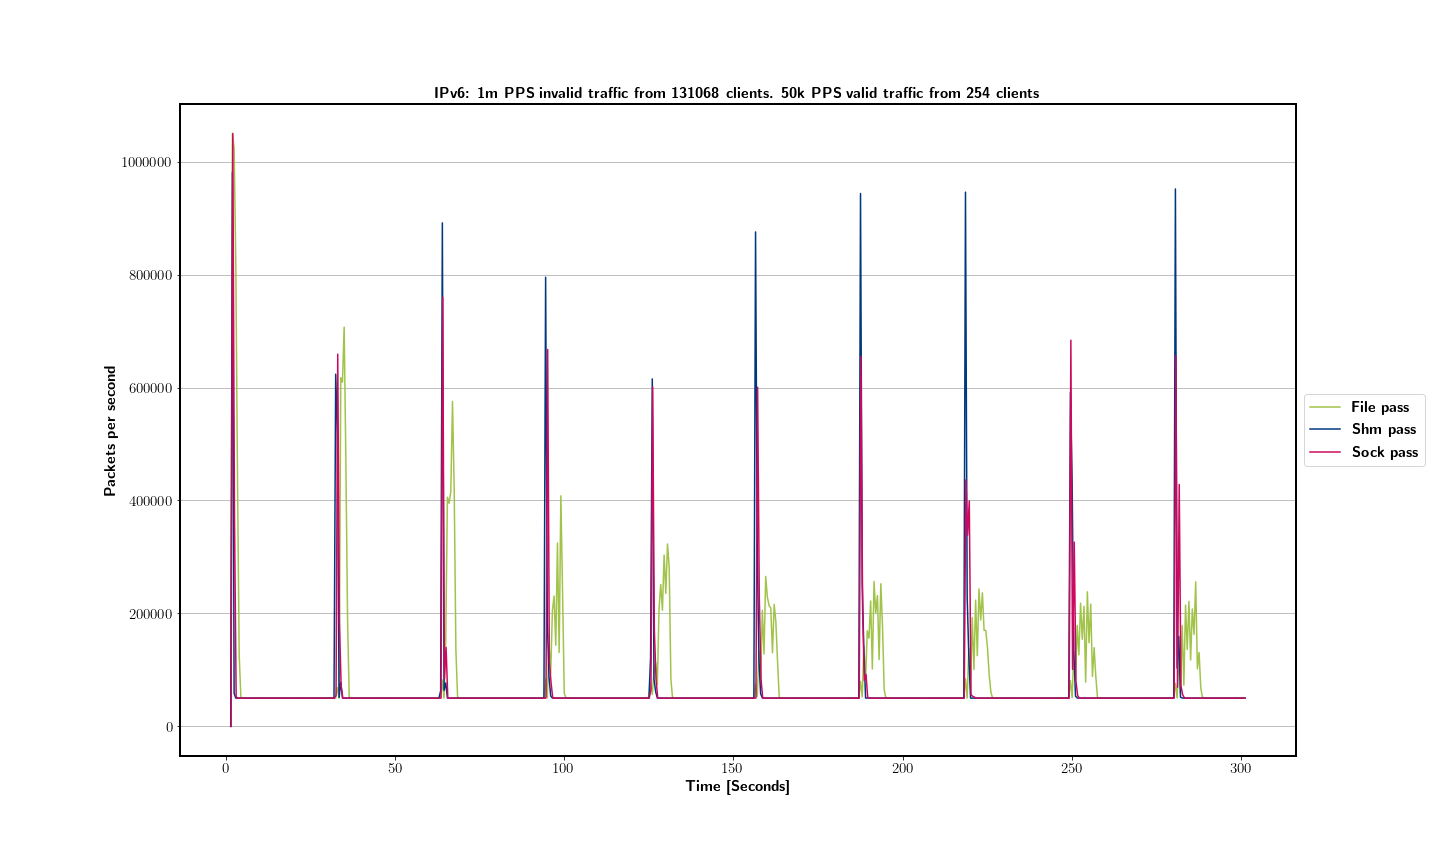 IPv6: 1m PPS invalid traffic from 131068 clients. 50k PPS valid traffic from 254 clients
Packets per second
1000000
800000
600000
400000
200000
0
0 50 100 150 200 250 300
Time [Seconds]
File pass
Shm pass
Sock pass